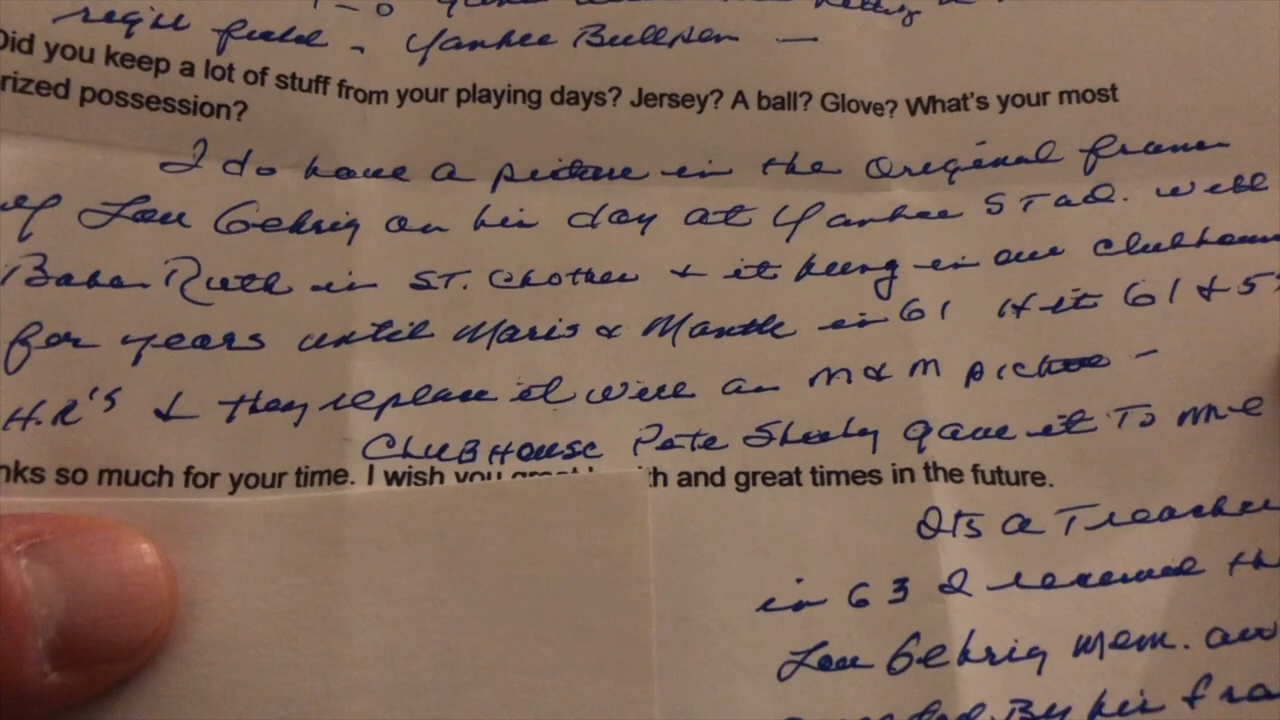 right field - Yankee Bullpen —
Did you keep a lot of stuff from your playing days? Jersey? A ball? Glove? What's your most
rized possession?
I do have a picture in the Original frame
of Lou Gehrig on his day at Yankee Stad. with
Babe Ruth in ST. Clothes & it hung in our clubhouse
for years until Maris & Mantle in 61 Hit 61 & 5
H.R's & they replace it with an M & M picture —
CLUBHOUSE Pete Sheehy gave it To me
nks so much for your time. I wish you great h and great times in the future.
Its a Treasure
in 63 I received th
Lou Gehrig mem. aw
By his fra